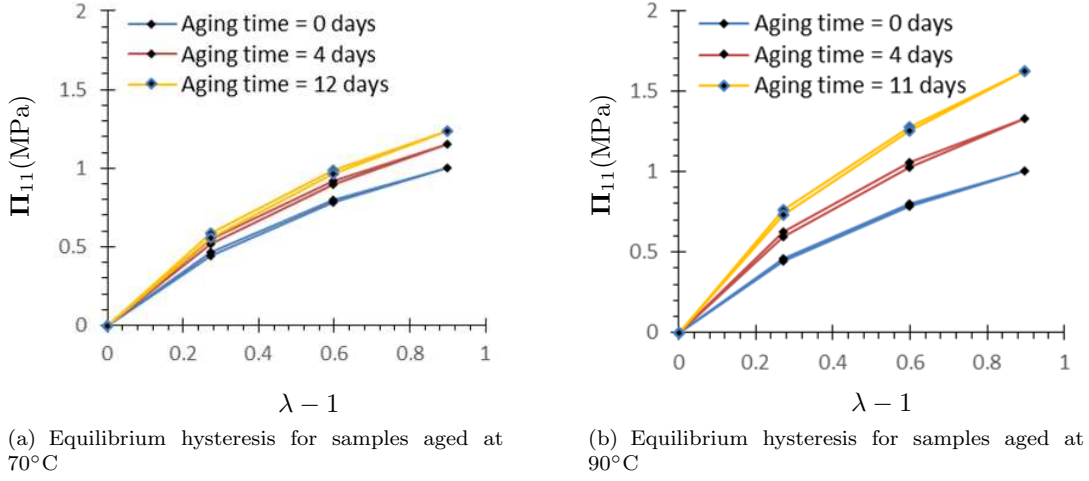 2
1.5
1
0.5
0
Π₁₁(MPa)
Aging time = 0 days
Aging time = 4 days
Aging time = 12 days
0 0.2 0.4 0.6 0.8 1
λ − 1
(a) Equilibrium hysteresis for samples aged at
70°C
2
1.5
1
0.5
0
Π₁₁(MPa)
Aging time = 0 days
Aging time = 4 days
Aging time = 11 days
0 0.2 0.4 0.6 0.8 1
λ − 1
(b) Equilibrium hysteresis for samples aged at
90°C